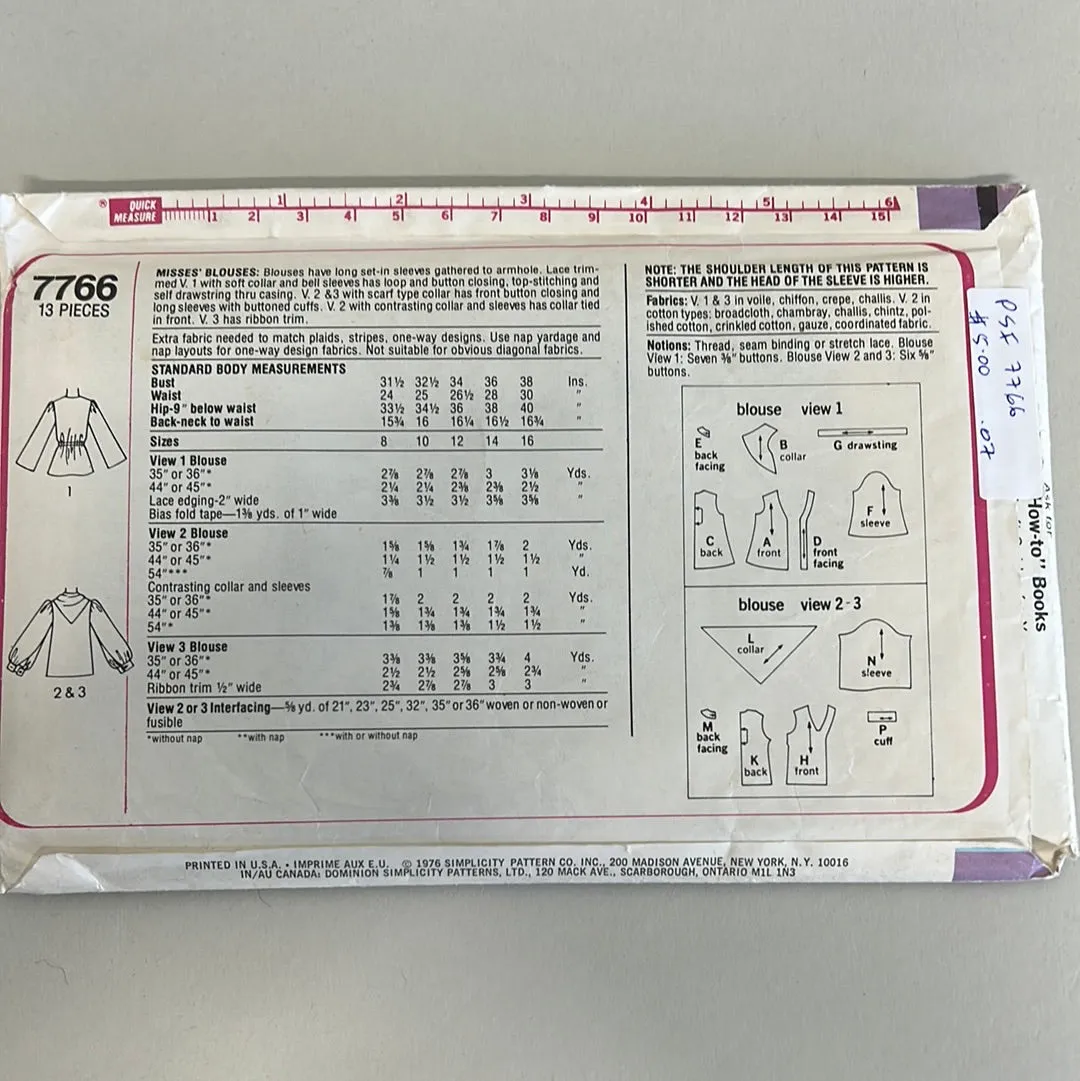 ® QUICK MEASURE
1 2 3 4 5 6
1 2 3 4 5 6 7 8 9 10 11 12 13 14 15
7766
13 PIECES
1
2 & 3
MISSES' BLOUSES: Blouses have long set-in sleeves gathered to armhole. Lace trim-
med V. 1 with soft collar and bell sleeves has loop and button closing, top-stitching and
self drawstring thru casing. V. 2 &3 with scarf type collar has front button closing and
long sleeves with buttoned cuffs. V. 2 with contrasting collar and sleeves has collar tied
in front. V. 3 has ribbon trim.
Extra fabric needed to match plaids, stripes, one-way designs. Use nap yardage and
nap layouts for one-way design fabrics. Not suitable for obvious diagonal fabrics.
STANDARD BODY MEASUREMENTS
Bust 31½ 32½ 34 36 38 Ins.
Waist 24 25 26½ 28 30 "
Hip-9" below waist 33½ 34½ 36 38 40 "
Back-neck to waist 15¾ 16 16¼ 16½ 16¾ "
Sizes 8 10 12 14 16
View 1 Blouse
35" or 36"* 2⅞ 2⅞ 2⅞ 3 3⅛ Yds.
44" or 45"* 2¼ 2¼ 2⅜ 2⅜ 2½ "
Lace edging-2" wide 3⅜ 3½ 3½ 3⅝ 3⅝ "
Bias fold tape—1⅜ yds. of 1" wide
View 2 Blouse
35" or 36"* 1⅝ 1⅝ 1¾ 1⅞ 2 Yds.
44" or 45"* 1¼ 1½ 1½ 1½ 1½ "
54"*** ⅞ 1 1 1 1 Yd.
Contrasting collar and sleeves
35" or 36"* 1⅞ 2 2 2 2 Yds.
44" or 45"* 1⅝ 1¾ 1¾ 1¾ 1¾ "
54"* 1⅜ 1⅜ 1⅜ 1½ 1½ "
View 3 Blouse
35" or 36"* 3⅜ 3⅜ 3⅝ 3¾ 4 Yds.
44" or 45"* 2½ 2½ 2⅝ 2⅝ 2¾ "
Ribbon trim ½" wide 2¾ 2⅞ 2⅞ 3 3 "
View 2 or 3 Interfacing—⅝ yd. of 21", 23", 25", 32", 35" or 36" woven or non-woven or
fusible
*without nap **with nap ***with or without nap
NOTE: THE SHOULDER LENGTH OF THIS PATTERN IS
SHORTER AND THE HEAD OF THE SLEEVE IS HIGHER.
Fabrics: V. 1 & 3 in voile, chiffon, crepe, challis. V. 2 in
cotton types: broadcloth, chambray, challis, chintz, pol-
ished cotton, crinkled cotton, gauze, coordinated fabric.
Notions: Thread, seam binding or stretch lace. Blouse
View 1: Seven ⅜" buttons. Blouse View 2 and 3: Six ⅝"
buttons.
blouse view 1
E back facing
B collar
G drawsting
C back
A front
D front facing
F sleeve
blouse view 2-3
L collar
N sleeve
M back facing
K back
H front
P cuff
PSSF 7766
$5.00 .07
Ask for
"How-to" Books
PRINTED IN U.S.A. • IMPRIME AUX E.U. © 1976 SIMPLICITY PATTERN CO. INC., 200 MADISON AVENUE, NEW YORK, N.Y. 10016
IN/AU CANADA: DOMINION SIMPLICITY PATTERNS, LTD., 120 MACK AVE., SCARBOROUGH, ONTARIO M1L 1N3